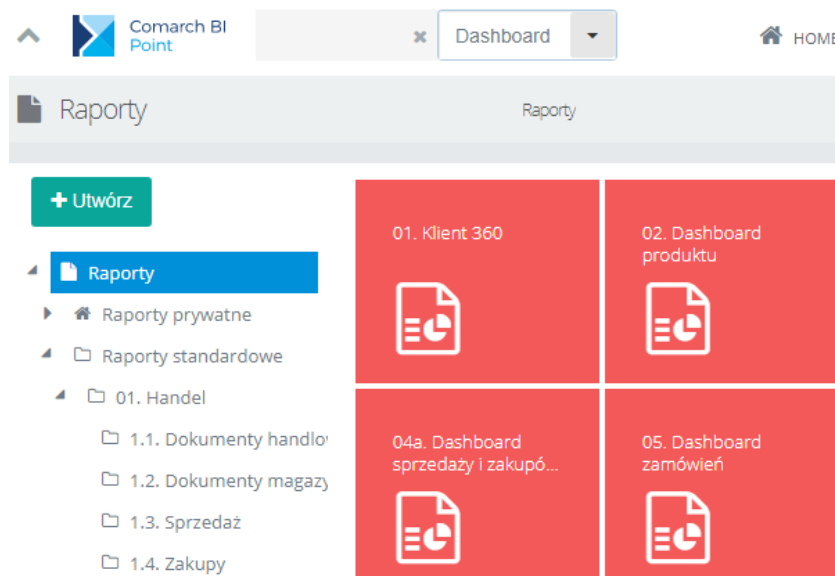 Comarch BI
Point
Dashboard
HOME
Raporty
Raporty
Utwórz
Raporty
Raporty prywatne
Raporty standardowe
01. Handel
1.1. Dokumenty handlo
1.2. Dokumenty magazy
1.3. Sprzedaż
1.4. Zakupy
01. Klient 360
02. Dashboard
produktu
04a. Dashboard
sprzedaży i zakupó...
05. Dashboard
zamówień